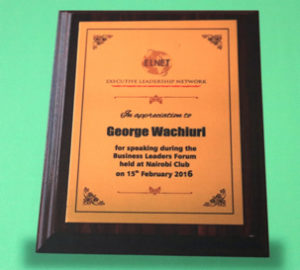 ELNET
EXECUTIVE LEADERSHIP NETWORK
In appreciation to
George Wachiuri
for speaking during the
Business Leaders Forum
held at Nairobi Club
on 15th February 2016